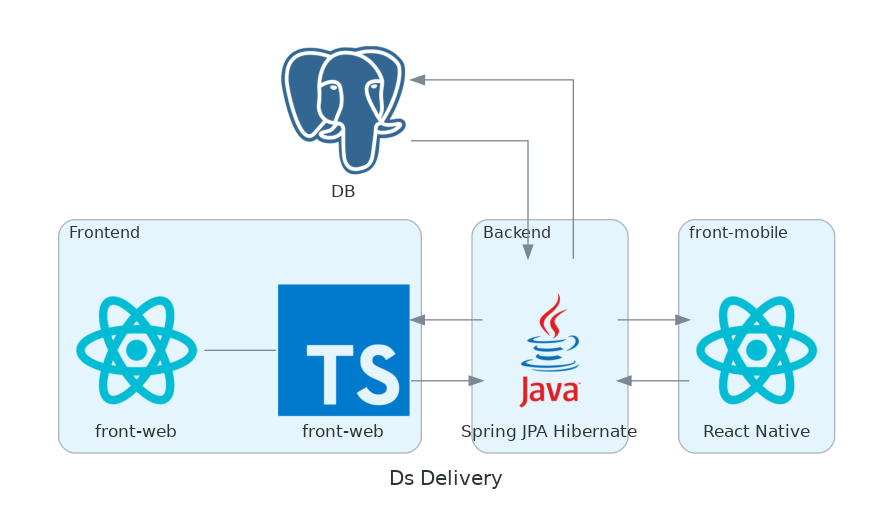 DB
Frontend
Backend
front-mobile
TS
Java
front-web
front-web
Spring JPA Hibernate
React Native
Ds Delivery